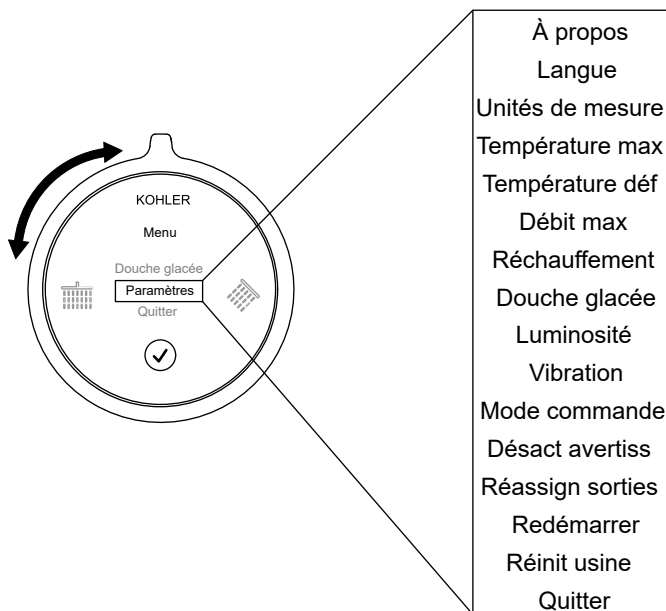 KOHLER
Menu
Douche glacée
Paramètres
Quitter
À propos
Langue
Unités de mesure
Température max
Température déf
Débit max
Réchauffement
Douche glacée
Luminosité
Vibration
Mode commande
Désact avertiss
Réassign sorties
Redémarrer
Réinit usine
Quitter